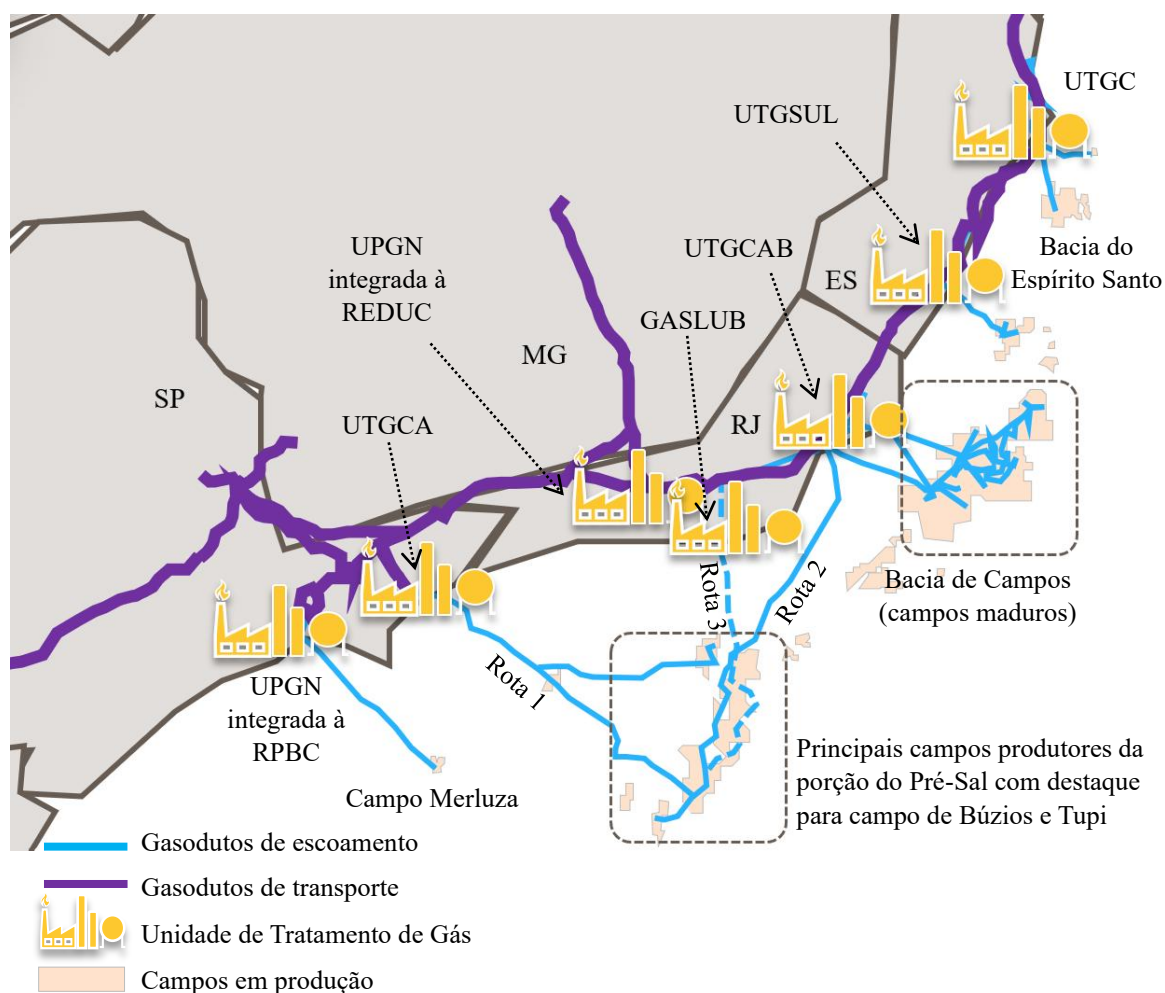 UTGC
UTGSUL
UPGN
integrada à
REDUC
UTGCAB
ES
Bacia do
Espírito Santo
GASLUB
MG
SP
RJ
UTGCA
Rota 3
Rota 2
Bacia de Campos
(campos maduros)
Rota 1
UPGN
integrada à
RPBC
Campo Merluza
Principais campos produtores da
porção do Pré-Sal com destaque
para campo de Búzios e Tupi
Gasodutos de escoamento
Gasodutos de transporte
Unidade de Tratamento de Gás
Campos em produção